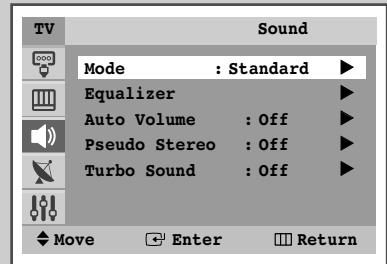 TV Sound
Mode : Standard
Equalizer
Auto Volume : Off
Pseudo Stereo : Off
Turbo Sound : Off
Move Enter Return